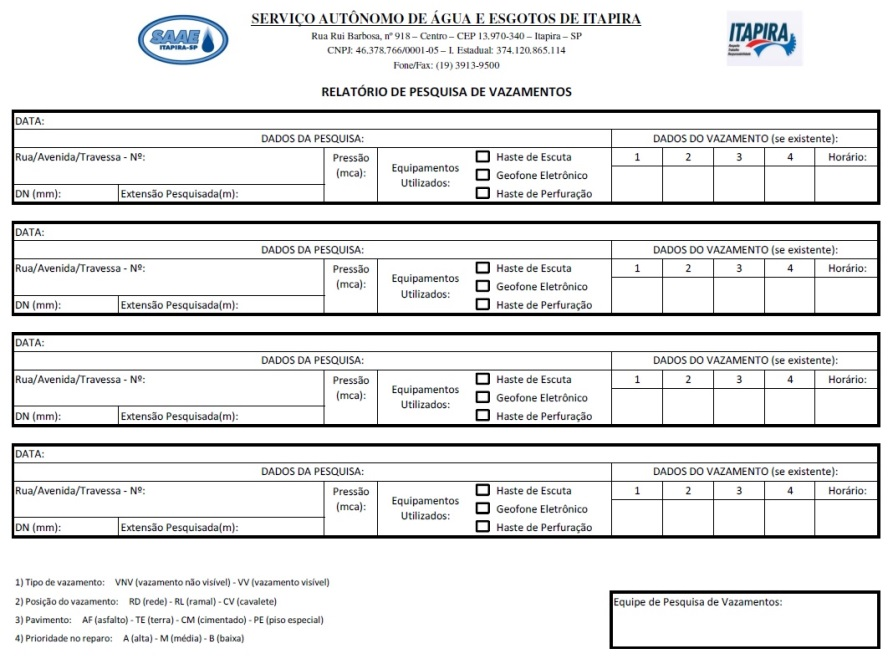 SAAE
ITAPIRA-SP
SERVIÇO AUTÔNOMO DE ÁGUA E ESGOTOS DE ITAPIRA
Rua Rui Barbosa, nº 918 – Centro – CEP 13.970-340 – Itapira – SP
CNPJ: 46.378.766/0001-05 – I. Estadual: 374.120.865.114
Fone/Fax: (19) 3913-9500
ITAPIRA
RELATÓRIO DE PESQUISA DE VAZAMENTOS
DATA:
DADOS DA PESQUISA: DADOS DO VAZAMENTO (se existente):
Rua/Avenida/Travessa - Nº: Pressão (mca): Equipamentos Utilizados: Haste de Escuta 1 2 3 4 Horário:
Geofone Eletrônico
DN (mm): Extensão Pesquisada(m): Haste de Perfuração
DATA:
DADOS DA PESQUISA: DADOS DO VAZAMENTO (se existente):
Rua/Avenida/Travessa - Nº: Pressão (mca): Equipamentos Utilizados: Haste de Escuta 1 2 3 4 Horário:
Geofone Eletrônico
DN (mm): Extensão Pesquisada(m): Haste de Perfuração
DATA:
DADOS DA PESQUISA: DADOS DO VAZAMENTO (se existente):
Rua/Avenida/Travessa - Nº: Pressão (mca): Equipamentos Utilizados: Haste de Escuta 1 2 3 4 Horário:
Geofone Eletrônico
DN (mm): Extensão Pesquisada(m): Haste de Perfuração
DATA:
DADOS DA PESQUISA: DADOS DO VAZAMENTO (se existente):
Rua/Avenida/Travessa - Nº: Pressão (mca): Equipamentos Utilizados: Haste de Escuta 1 2 3 4 Horário:
Geofone Eletrônico
DN (mm): Extensão Pesquisada(m): Haste de Perfuração
1) Tipo de vazamento: VNV (vazamento não visível) - VV (vazamento visível)
2) Posição do vazamento: RD (rede) - RL (ramal) - CV (cavalete)
3) Pavimento: AF (asfalto) - TE (terra) - CM (cimentado) - PE (piso especial)
4) Prioridade no reparo: A (alta) - M (média) - B (baixa)
Equipe de Pesquisa de Vazamentos: